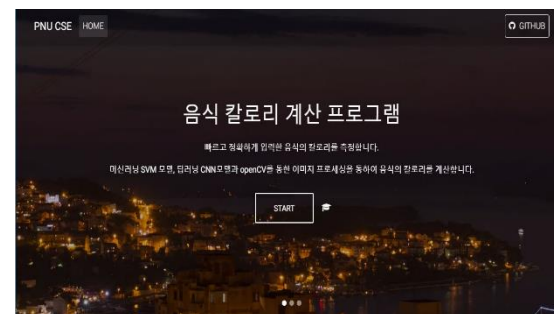 PNU CSE HOME
GITHUB
음식 칼로리 계산 프로그램
빠르고 정확하게 입력한 음식의 칼로리를 측정합니다.
머신러닝 SVM 모델, 딥러닝 CNN모델과 openCV를 통한 이미지 프로세싱을 통하여 음식의 칼로리를 계산합니다.
START